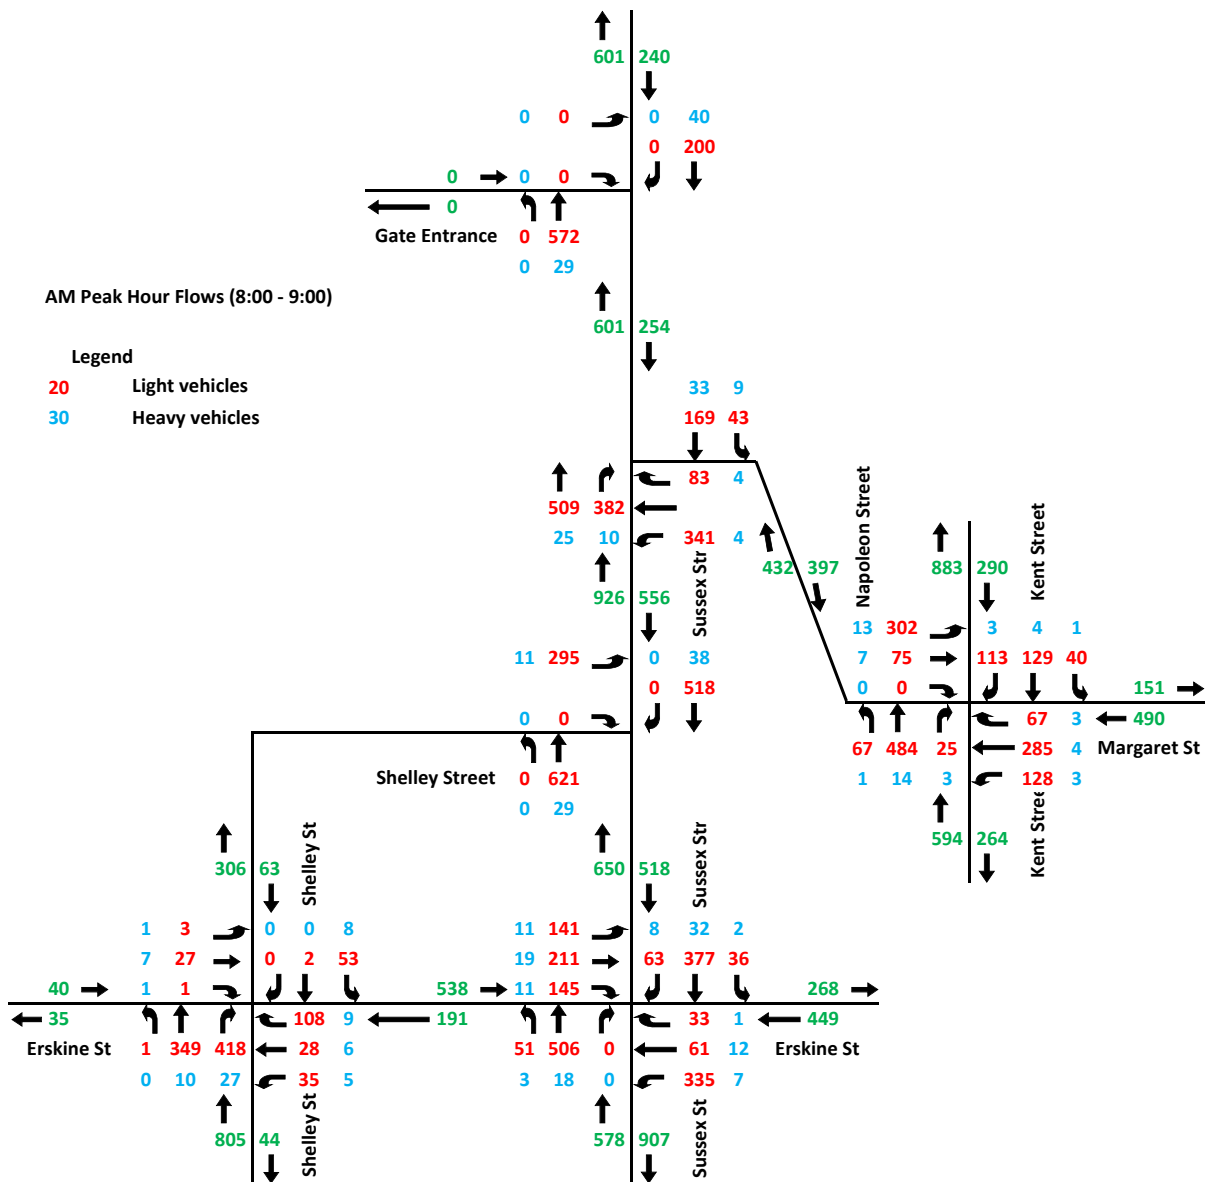 601 240
0 0 0 40
0 200
0 0 0
0
Gate Entrance 0 572
0 29
AM Peak Hour Flows (8:00 - 9:00)
601 254
Legend
20 Light vehicles
30 Heavy vehicles
33 9
169 43
83 4
509 382
25 10 341 4
Sussex Str
926 556
432 397
Napoleon Street
883 290
Kent Street
13 302 3 4 1
7 75 113 129 40
0 0
151
67 3 490
67 484 25 285 4 Margaret St
1 14 3 128 3
594 264
Kent Stree
11 295 0 38
0 518
0 0
Shelley Street 0 621
0 29
306 63
Shelley St
650 518
Sussex Str
1 3 0 0 8
7 27 0 2 53
1 1
11 141 8 32 2
19 211 63 377 36
11 145
40 538 268
35 108 9 191 33 1 449
Erskine St 1 349 418 28 6 51 506 0 61 12 Erskine St
0 10 27 35 5 3 18 0 335 7
805 44
Shelley St
578 907
Sussex St